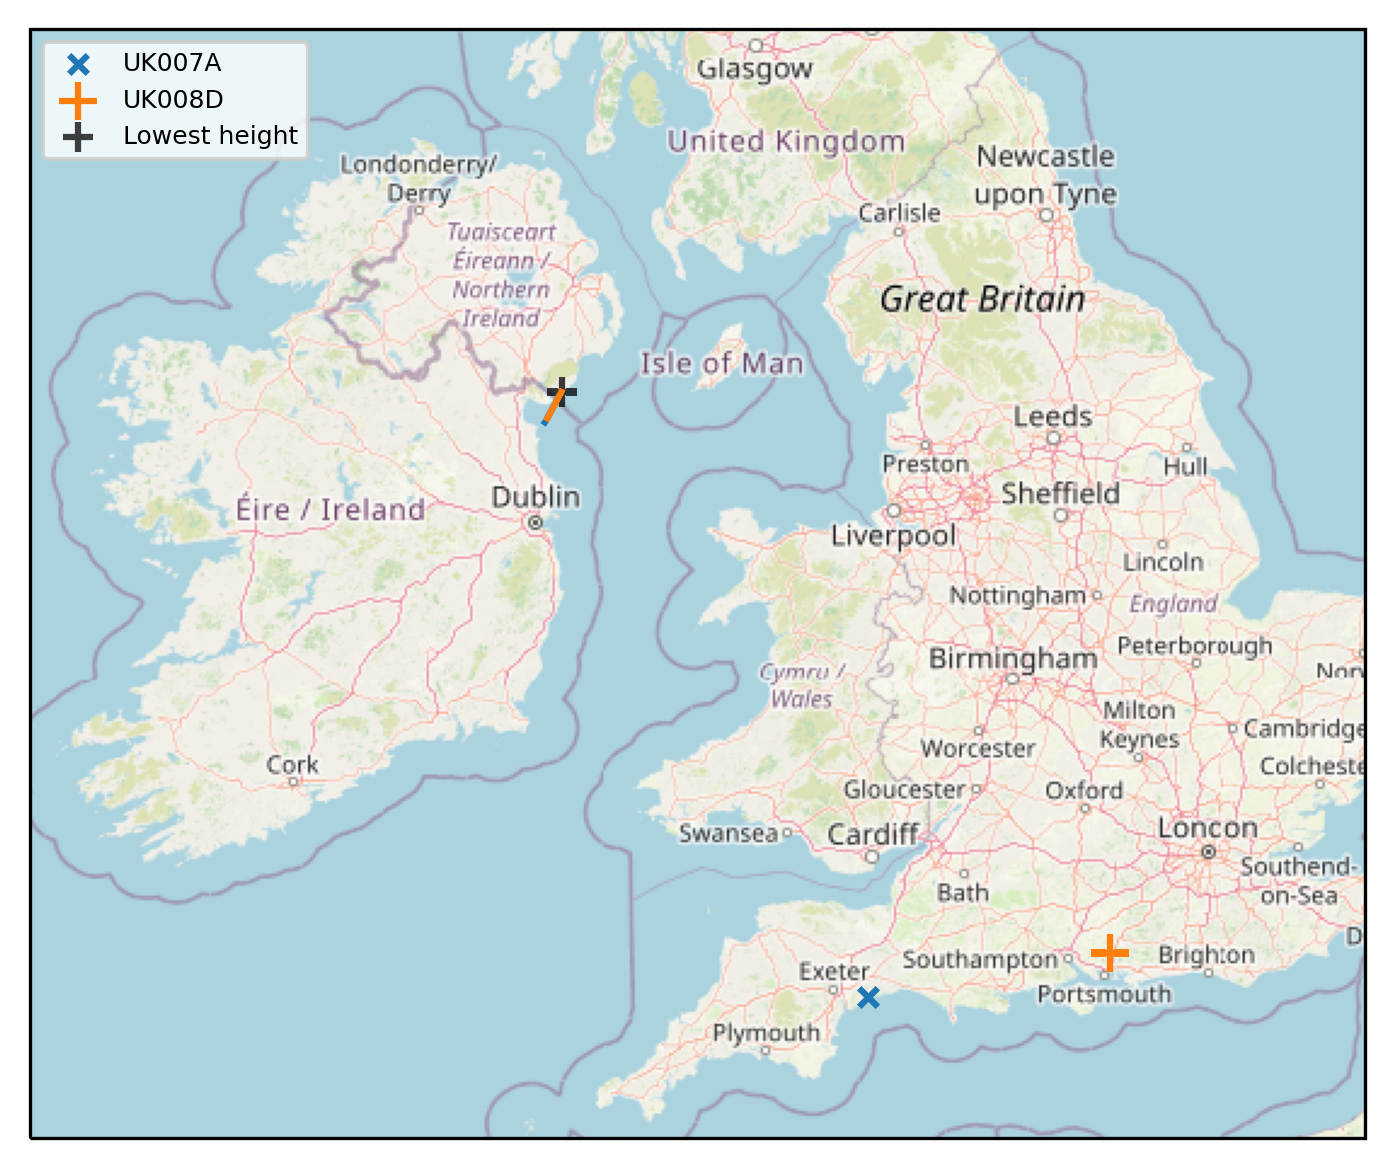 UK007A
UK008D
Lowest height
Glasgow
United Kingdom
Londonderry/
Derry
Newcastle
upon Tyne
Carlisle
Tuaisceart
Éireann /
Northern
Ireland
Great Britain
Isle of Man
Leeds
Preston
Hull
Dublin
Sheffield
Éire / Ireland
Liverpool
Lincoln
Nottingham
England
Peterborough
Birmingham
Norw
Cymru /
Wales
Milton
Keynes
Cambridge
Worcester
Cork
Colcheste
Gloucester
Oxford
Swansea
Cardiff
Loncon
Southend-
on-Sea
Bath
D
Southampton
Brighton
Exeter
Portsmouth
Plymouth